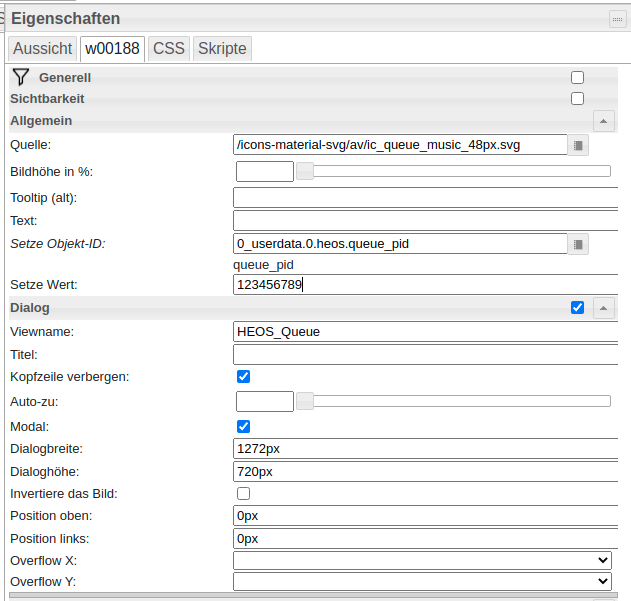 Eigenschaften
Aussicht w00188 CSS Skripte
Generell
Sichtbarkeit
Allgemein
Quelle: /icons-material-svg/av/ic_queue_music_48px.svg
Bildhöhe in %:
Tooltip (alt):
Text:
Setze Objekt-ID: 0_userdata.0.heos.queue_pid
queue_pid
Setze Wert: 123456789
Dialog
Viewname: HEOS_Queue
Titel:
Kopfzeile verbergen:
Auto-zu:
Modal:
Dialogbreite: 1272px
Dialoghöhe: 720px
Invertiere das Bild:
Position oben: 0px
Position links: 0px
Overflow X:
Overflow Y: